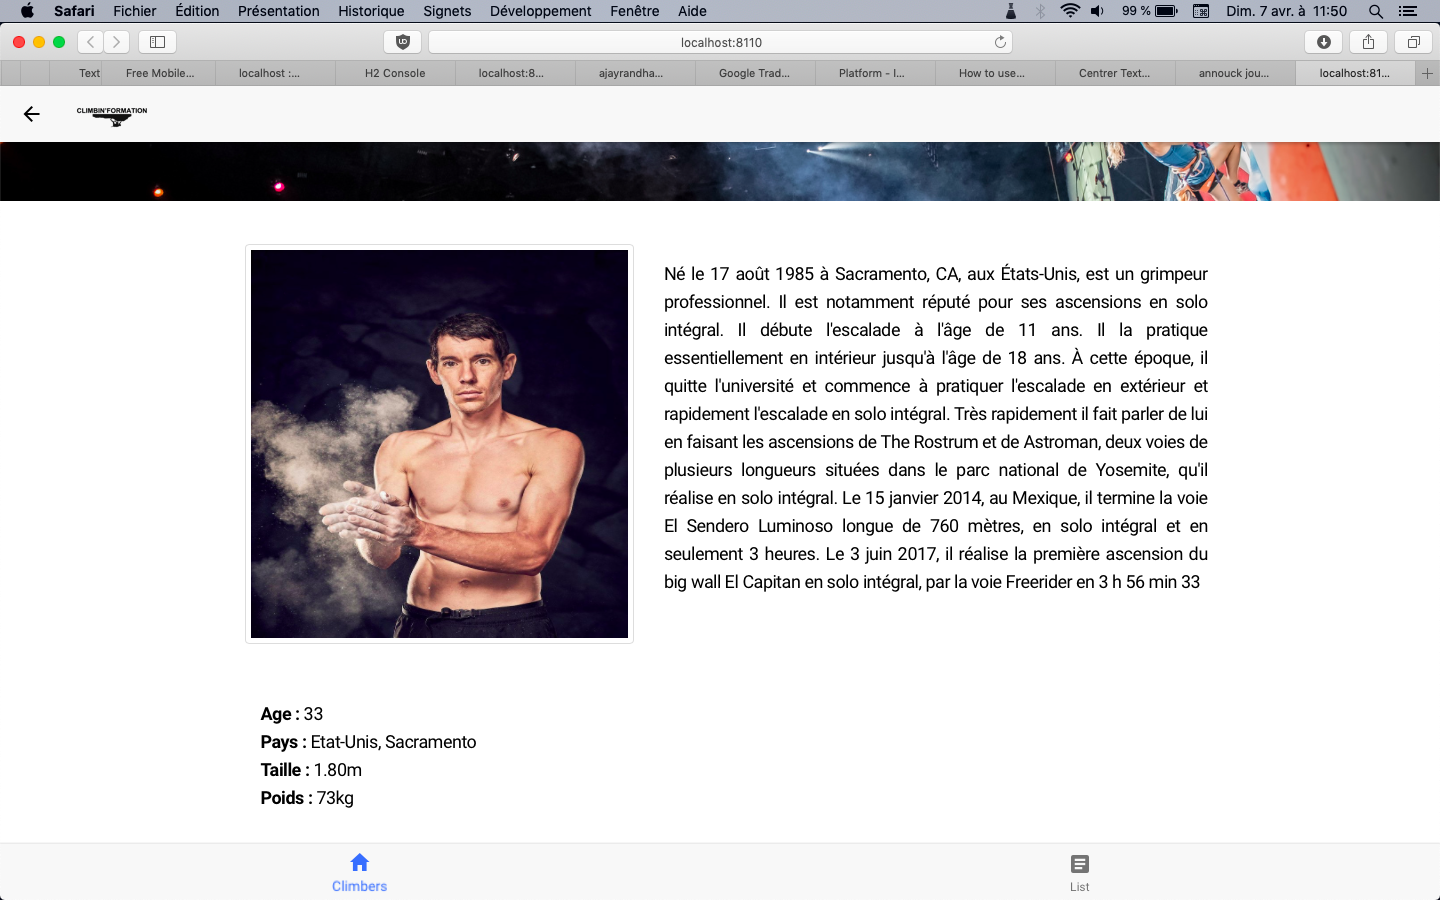 Safari Fichier Édition Présentation Historique Signets Développement Fenêtre Aide 99 % Dim. 7 avr. à 11:50
localhost:8110
Text Free Mobile... localhost :... H2 Console localhost:8... ajayrandha... Google Trad... Platform - I... How to use... Centrer Text... annouck jou... localhost:81...
CLIMBIN'FORMATION
Né le 17 août 1985 à Sacramento, CA, aux États-Unis, est un grimpeur
professionnel. Il est notamment réputé pour ses ascensions en solo
intégral. Il débute l'escalade à l'âge de 11 ans. Il la pratique
essentiellement en intérieur jusqu'à l'âge de 18 ans. À cette époque, il
quitte l'université et commence à pratiquer l'escalade en extérieur et
rapidement l'escalade en solo intégral. Très rapidement il fait parler de lui
en faisant les ascensions de The Rostrum et de Astroman, deux voies de
plusieurs longueurs situées dans le parc national de Yosemite, qu'il
réalise en solo intégral. Le 15 janvier 2014, au Mexique, il termine la voie
El Sendero Luminoso longue de 760 mètres, en solo intégral et en
seulement 3 heures. Le 3 juin 2017, il réalise la première ascension du
big wall El Capitan en solo intégral, par la voie Freerider en 3 h 56 min 33
Age : 33
Pays : Etat-Unis, Sacramento
Taille : 1.80m
Poids : 73kg
Climbers
List